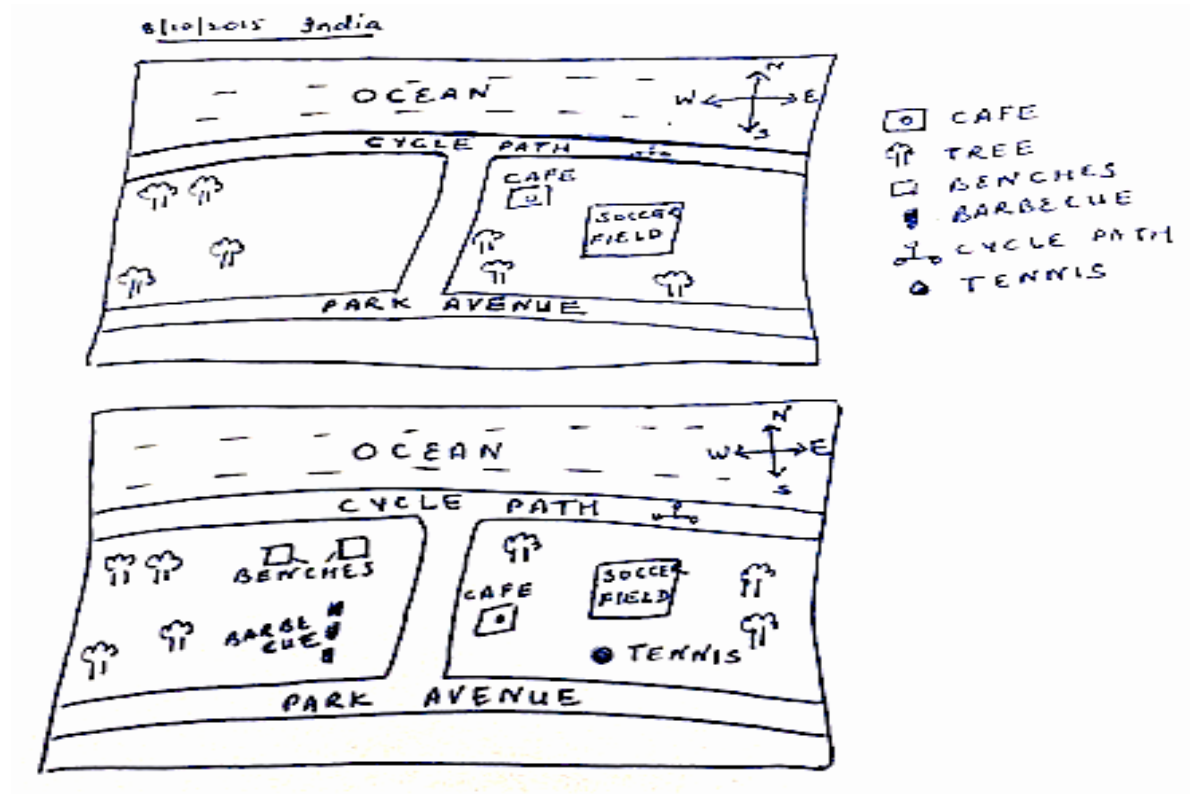 8/10/2015 India
OCEAN
N
W E
S
CYCLE PATH
CAFE
SOCCER
FIELD
PARK AVENUE
CAFE
TREE
BENCHES
BARBECUE
CYCLE PATH
TENNIS
OCEAN
N
W E
S
CYCLE PATH
BENCHES
SOCCER
FIELD
CAFE
BARBE
CUE
TENNIS
PARK AVENUE